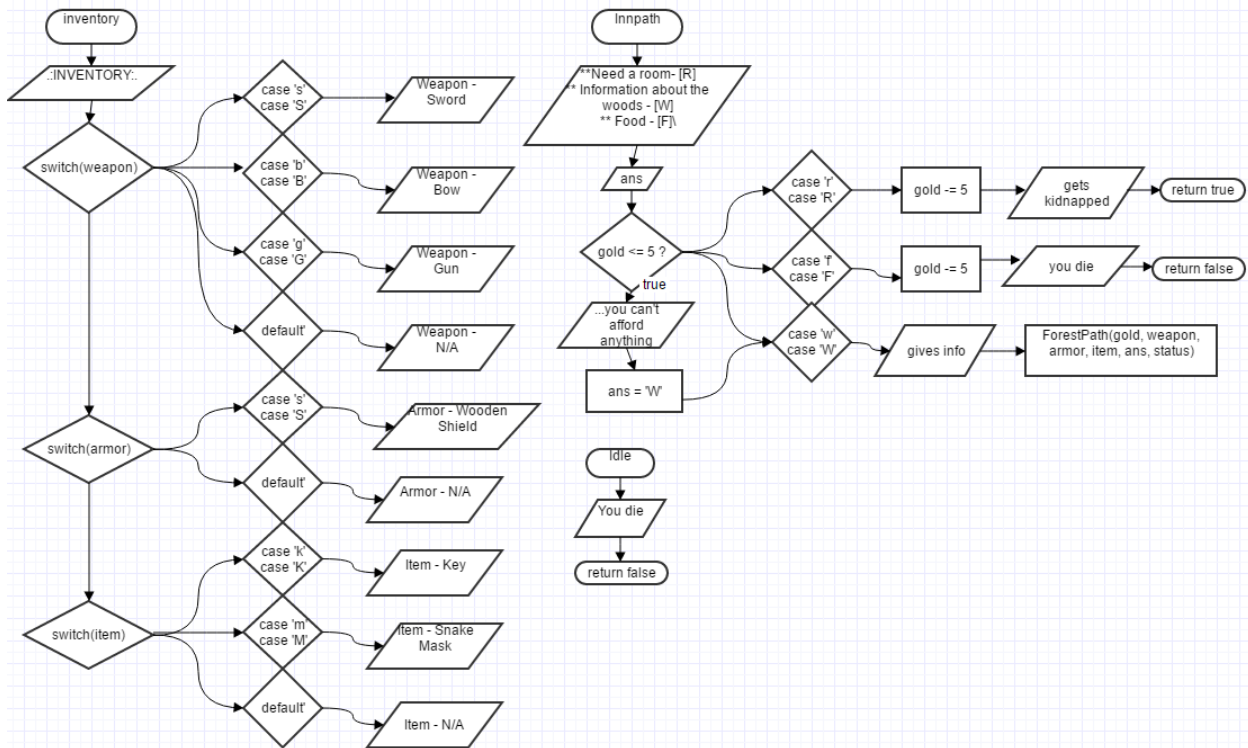 inventory
.:INVENTORY:.
switch(weapon)
case 's'
case 'S'
Weapon -
Sword
case 'b'
case 'B'
Weapon -
Bow
case 'g'
case 'G'
Weapon -
Gun
default'
Weapon -
N/A
switch(armor)
case 's'
case 'S'
Armor - Wooden
Shield
default'
Armor - N/A
switch(item)
case 'k'
case 'K'
Item - Key
case 'm'
case 'M'
Item - Snake
Mask
default'
Item - N/A
Innpath
**Need a room- [R]
** Information about the
woods - [W]
** Food - [F]\
ans
gold <= 5 ?
true
...you can't
afford
anything
ans = 'W'
case 'r'
case 'R'
gold -= 5
gets
kidnapped
return true
case 'f'
case 'F'
gold -= 5
you die
return false
case 'w'
case 'W'
gives info
ForestPath(gold, weapon,
armor, item, ans, status)
Idle
You die
return false